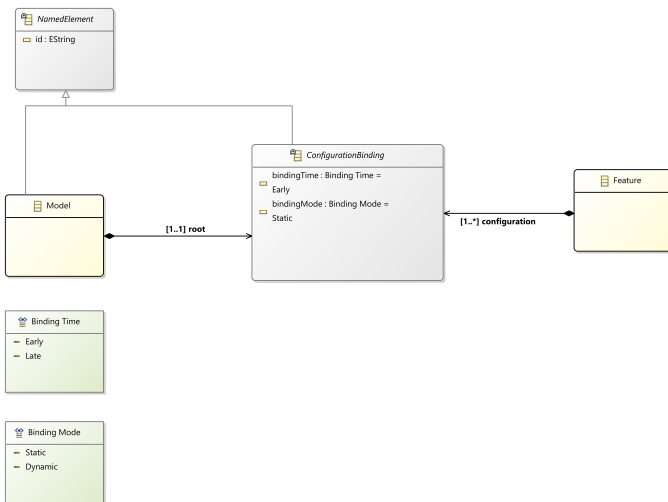 NamedElement
id : EString
ConfigurationBinding
bindingTime : Binding Time =
Early
bindingMode : Binding Mode =
Static
Feature
Model
[1..1] root
[1..*] configuration
Binding Time
Early
Late
Binding Mode
Static
Dynamic